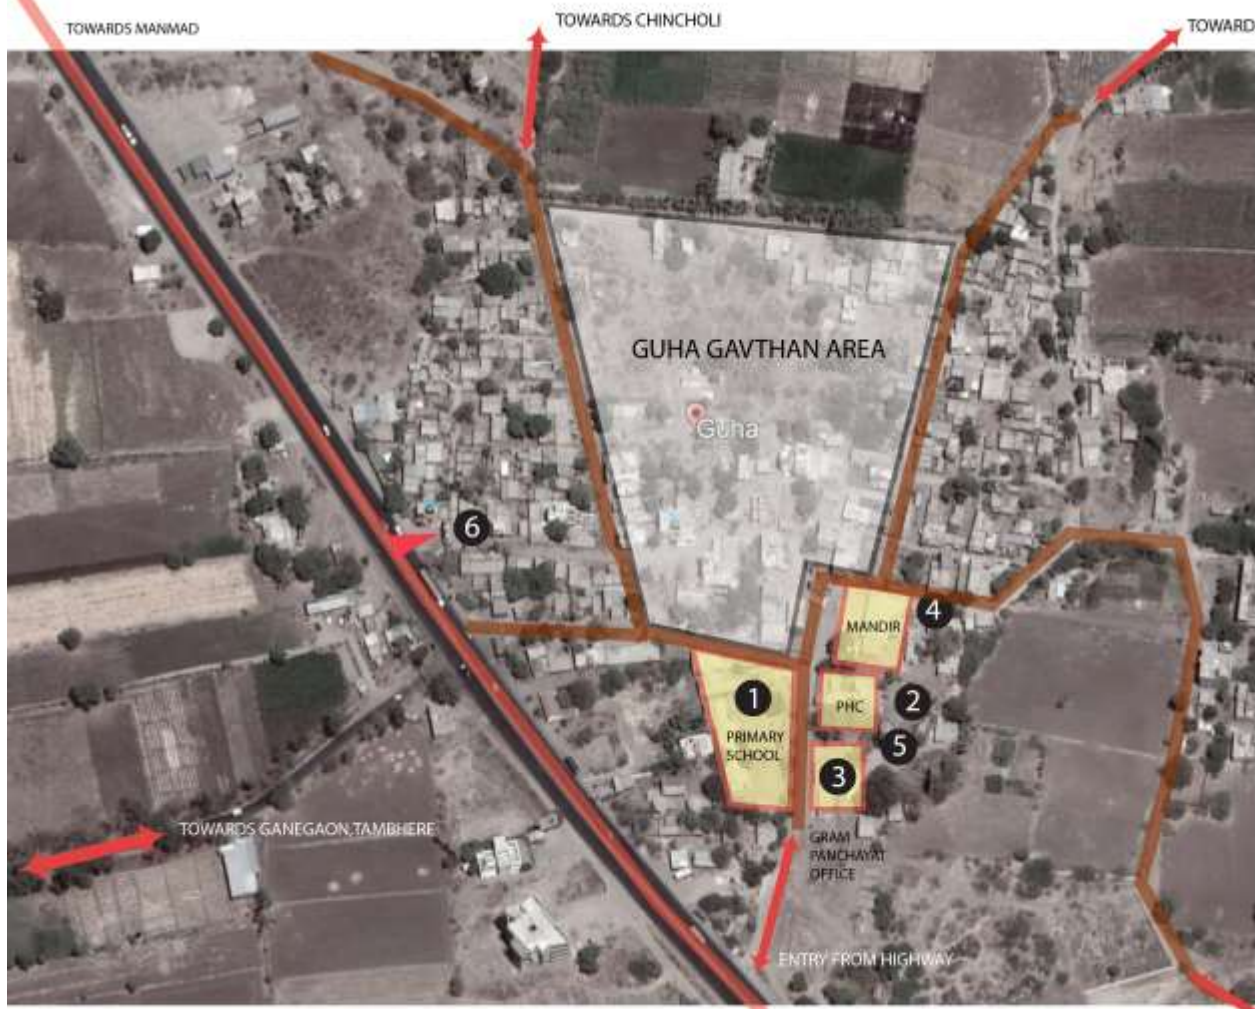 TOWARDS MANMAD
TOWARDS CHINCHOLI
TOWARD
GUHA GAVTHAN AREA
Guha
6
MANDIR
4
1
PRIMARY
SCHOOL
PHC
2
5
3
TOWARDS GANEGAON,TAMBHERE
GRAM
PANCHAYAT
OFFICE
ENTRY FROM HIGHWAY